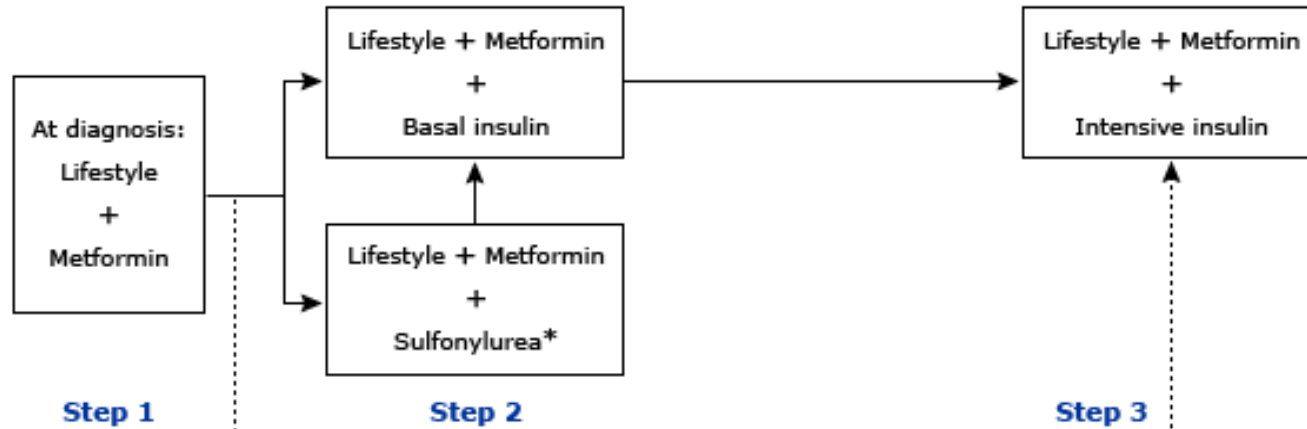 At diagnosis:
Lifestyle
+
Metformin
Lifestyle + Metformin
+
Basal insulin
Lifestyle + Metformin
+
Sulfonylurea*
Lifestyle + Metformin
+
Intensive insulin
Step 1
Step 2
Step 3